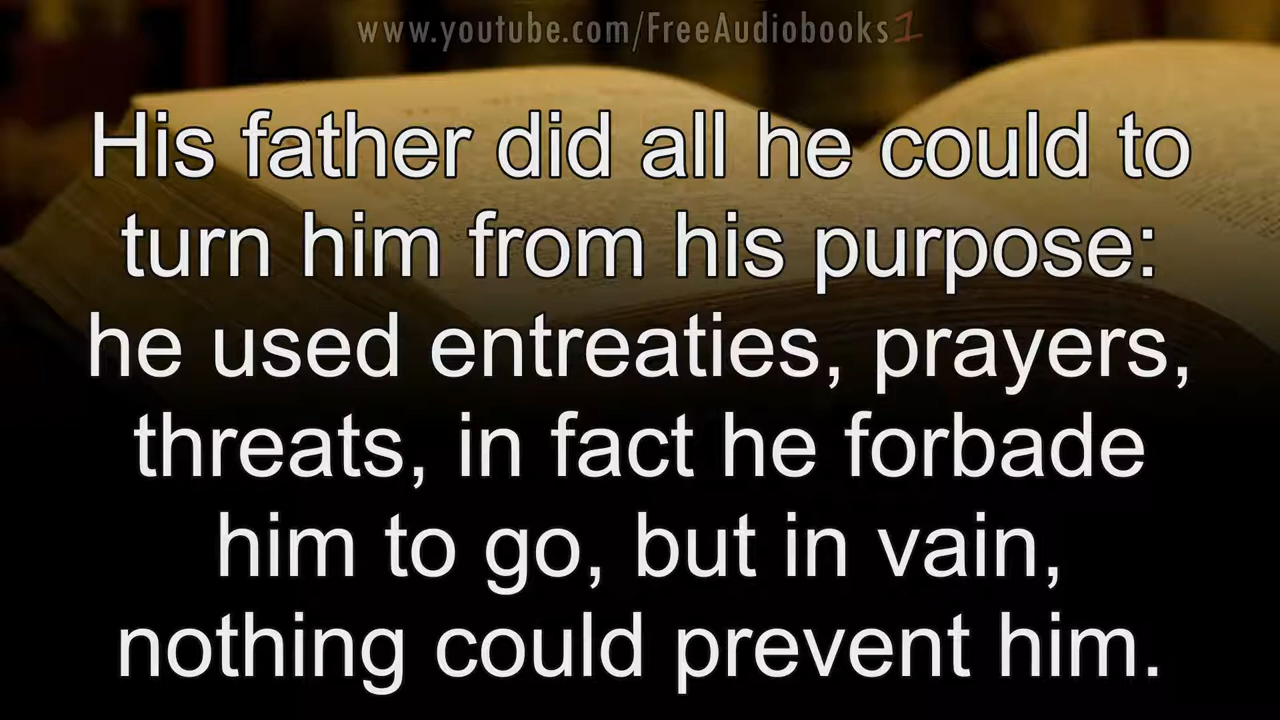 www.youtube.com/FreeAudiobooks1
His father did all he could to
turn him from his purpose:
he used entreaties, prayers,
threats, in fact he forbade
him to go, but in vain,
nothing could prevent him.